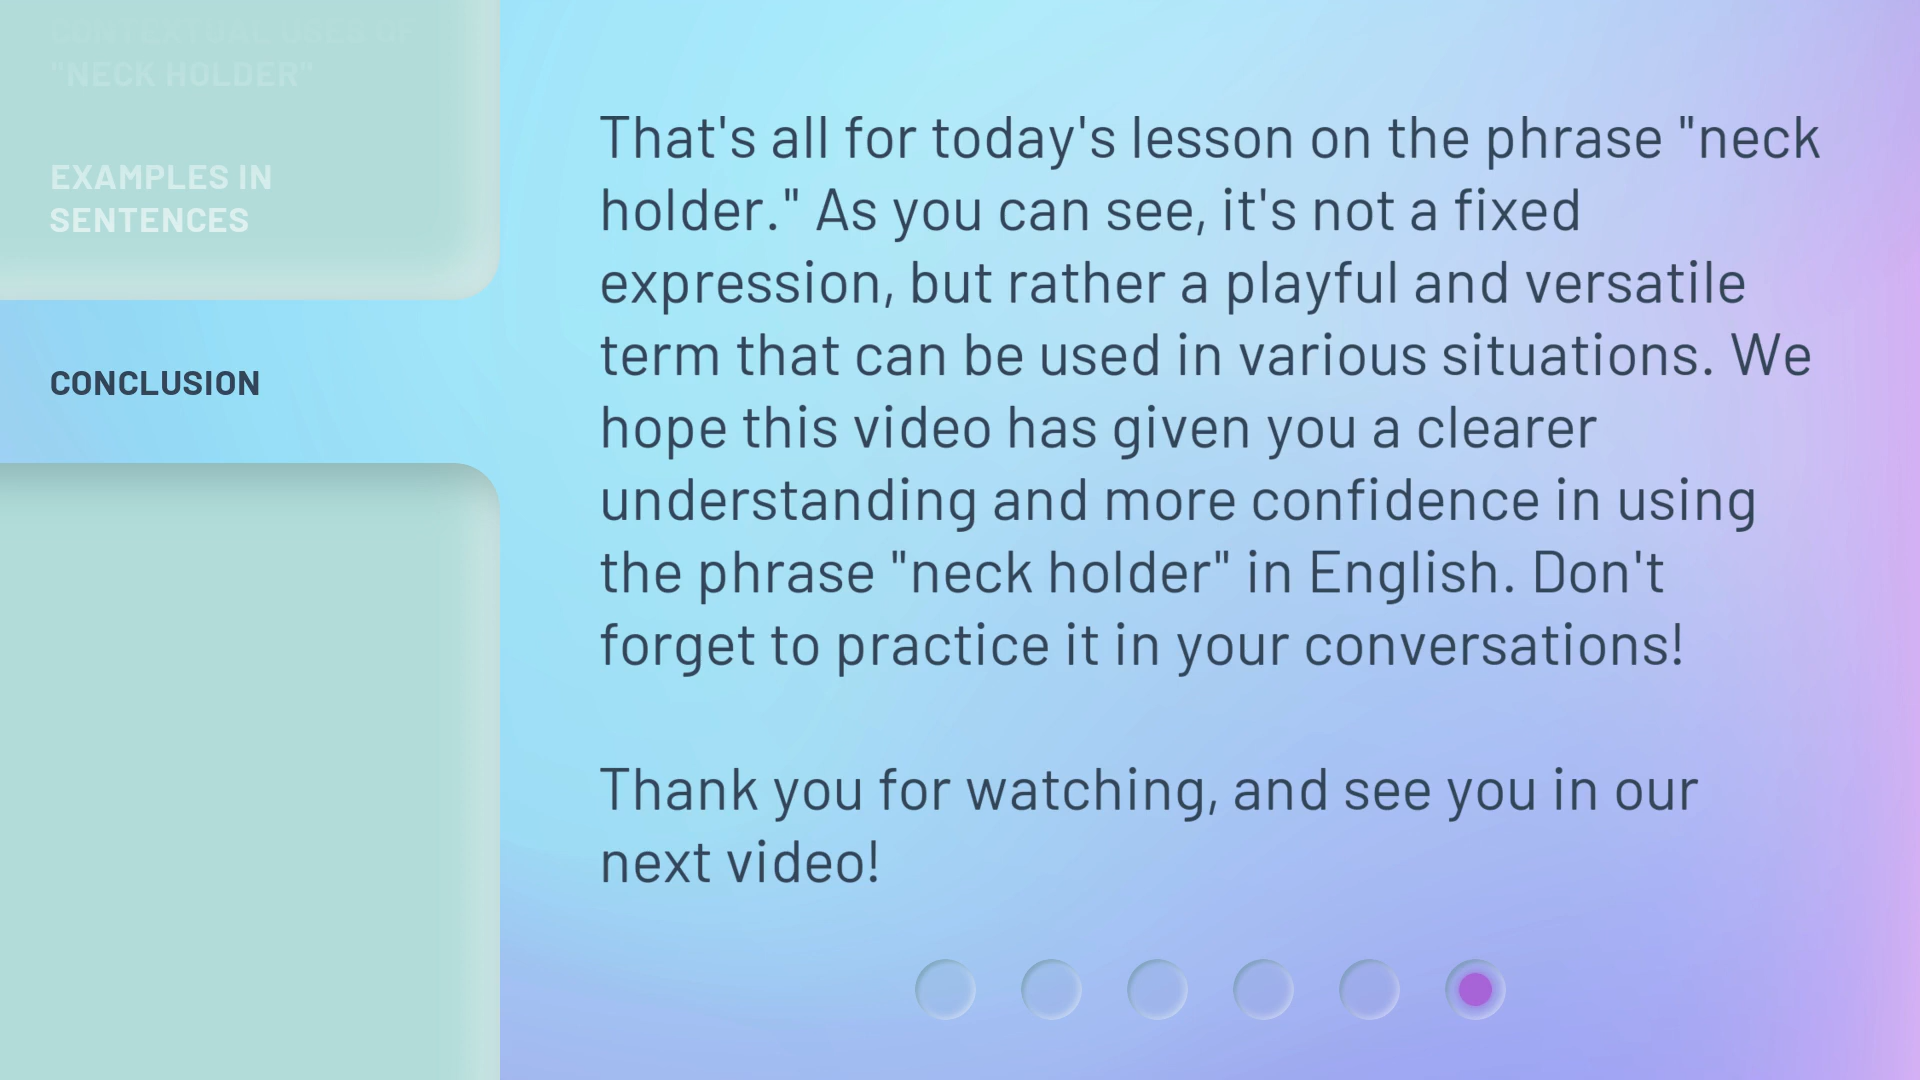 CONTEXTUAL USES OF
"NECK HOLDER"
EXAMPLES IN
SENTENCES
CONCLUSION
That's all for today's lesson on the phrase "neck
holder." As you can see, it's not a fixed
expression, but rather a playful and versatile
term that can be used in various situations. We
hope this video has given you a clearer
understanding and more confidence in using
the phrase "neck holder" in English. Don't
forget to practice it in your conversations!
Thank you for watching, and see you in our
next video!